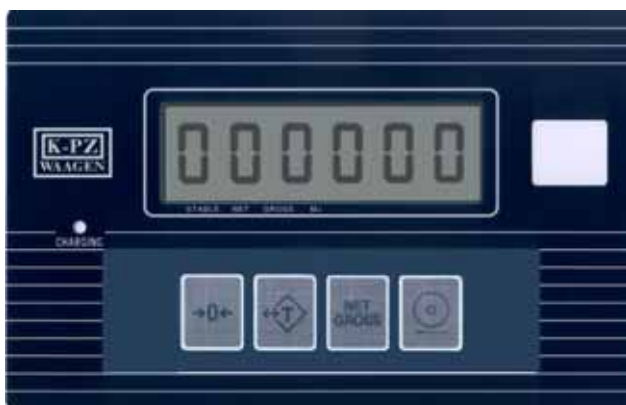 K-PZ
WAAGEN
000000
STABLE NET GROSS
CHARGING
→0← ↔T NET
GROSS